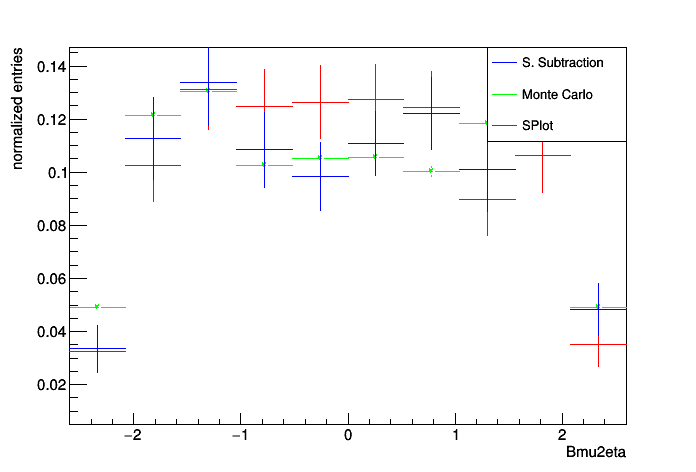 normalized entries
0.14
0.12
0.1
0.08
0.06
0.04
0.02
−2
−1
0
1
2
Bmu2eta
S. Subtraction
Monte Carlo
SPlot